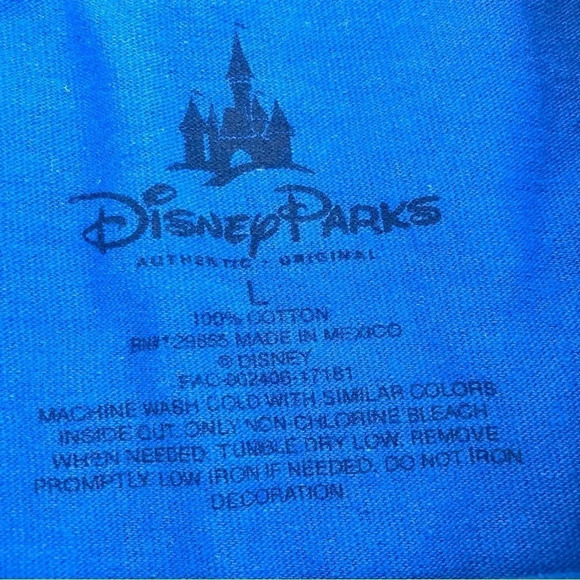 Disney Parks
AUTHENTIC · ORIGINAL
L
100% COTTON
RN#129855 MADE IN MEXICO
© DISNEY
FAC-002406-17181
MACHINE WASH COLD WITH SIMILAR COLORS
INSIDE OUT. ONLY NON-CHLORINE BLEACH
WHEN NEEDED. TUMBLE DRY LOW. REMOVE
PROMPTLY. LOW IRON IF NEEDED. DO NOT IRON
DECORATION.